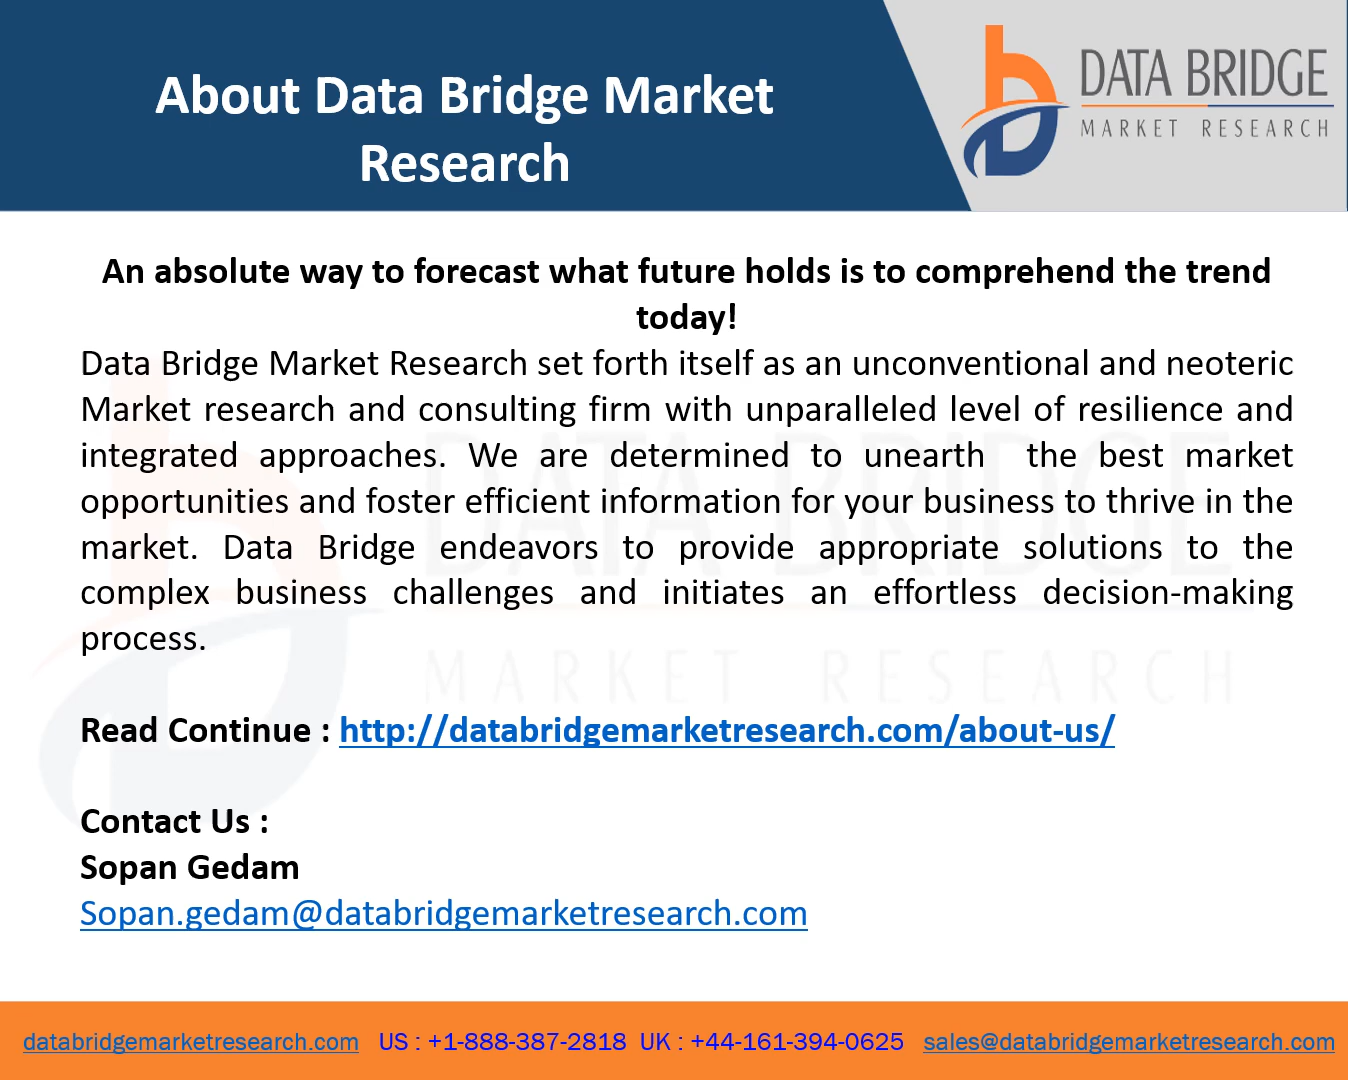 About Data Bridge Market
Research
DATA BRIDGE
MARKET RESEARCH
An absolute way to forecast what future holds is to comprehend the trend
today!
Data Bridge Market Research set forth itself as an unconventional and neoteric
Market research and consulting firm with unparalleled level of resilience and
integrated approaches. We are determined to unearth  the best market
opportunities and foster efficient information for your business to thrive in the
market. Data Bridge endeavors to provide appropriate solutions to the
complex business challenges and initiates an effortless decision-making
process.
DATA BRIDGE
MARKET RESEARCH
Read Continue : http://databridgemarketresearch.com/about-us/
Contact Us :
Sopan Gedam
Sopan.gedam@databridgemarketresearch.com
databridgemarketresearch.com US : +1-888-387-2818 UK : +44-161-394-0625 sales@databridgemarketresearch.com